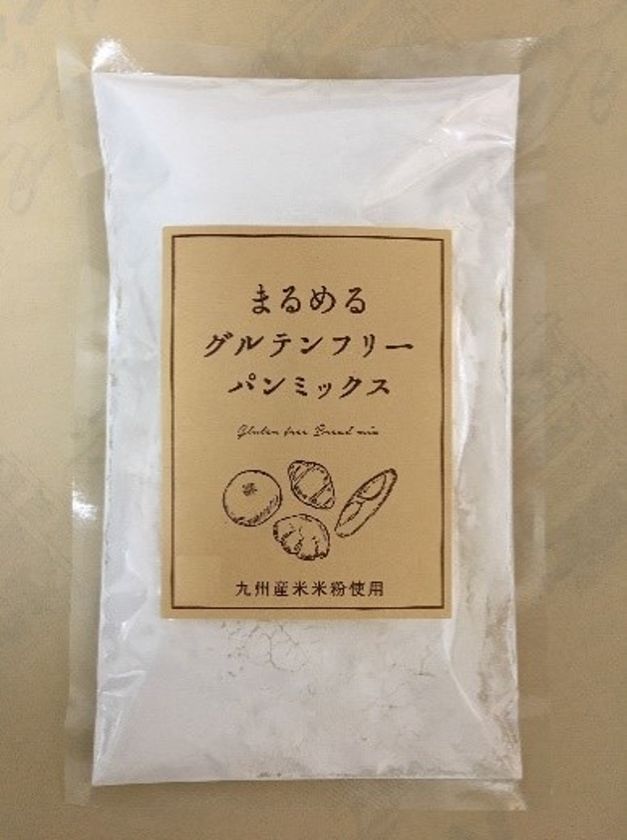 まるめる
グルテンフリー
パンミックス
Gluten free Bread mix
九州産米米粉使用